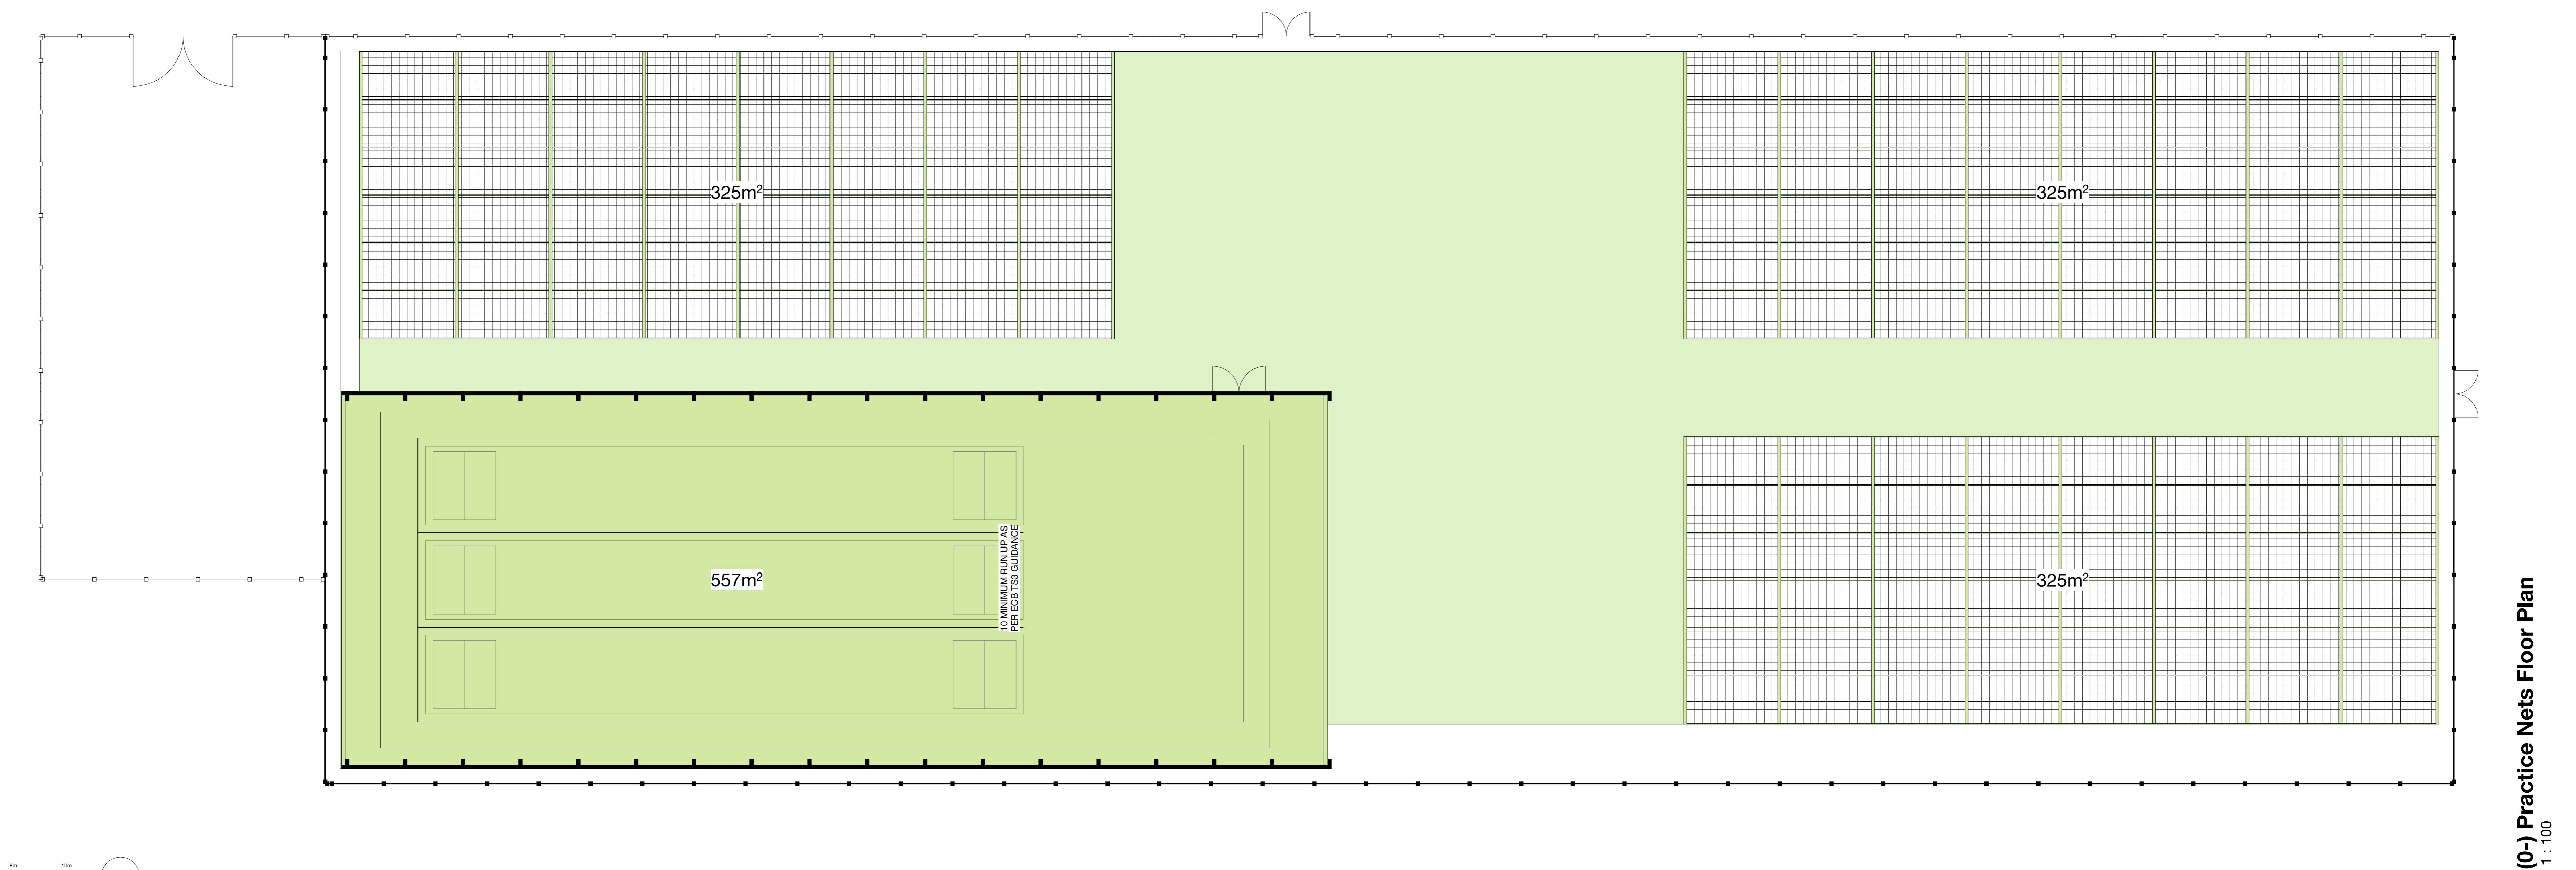 325m²
325m²
557m²
10 MINIMUM RUN UP AS
PER ECB TS3 GUIDANCE
325m²
(0-) Practice Nets Floor Plan
1 : 100
8m
10m